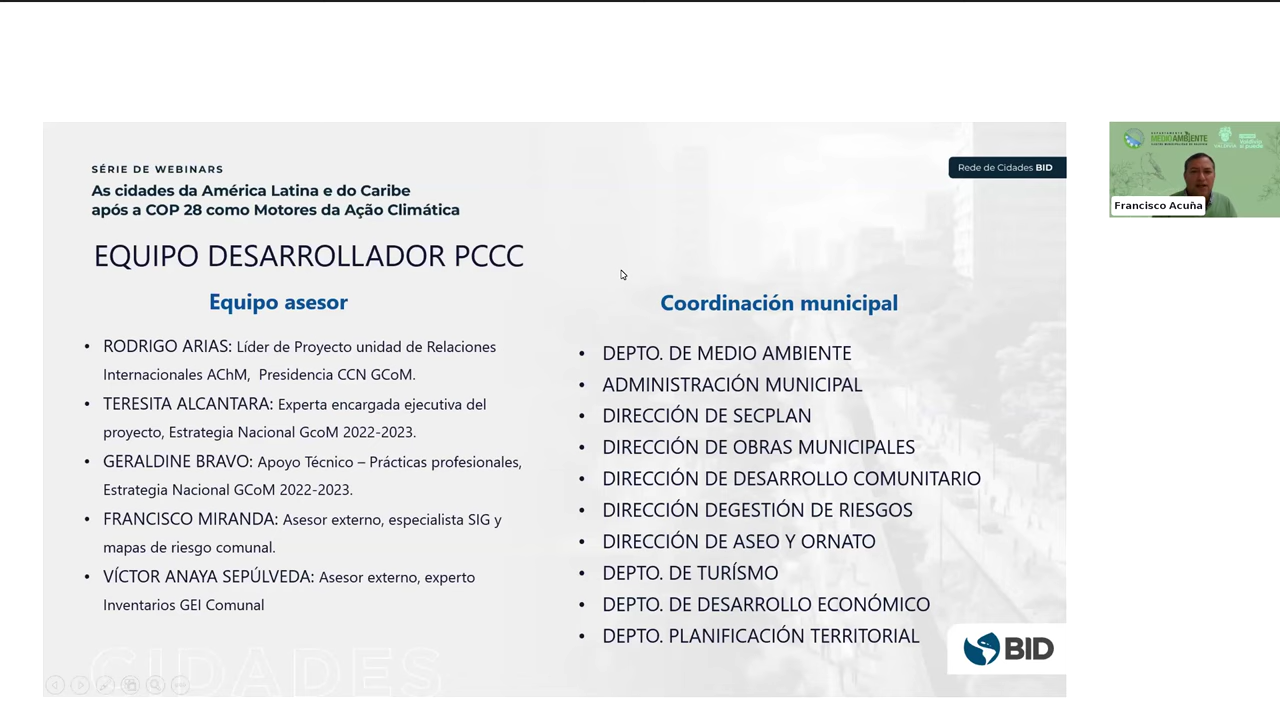 SÉRIE DE WEBINARS
As cidades da América Latina e do Caribe
após a COP 28 como Motores da Ação Climática
Rede de Cidades BID
EQUIPO DESARROLLADOR PCCC
Equipo asesor
• RODRIGO ARIAS: Líder de Proyecto unidad de Relaciones
Internacionales AChM, Presidencia CCN GCoM.
• TERESITA ALCANTARA: Experta encargada ejecutiva del
proyecto, Estrategia Nacional GcoM 2022-2023.
• GERALDINE BRAVO: Apoyo Técnico – Prácticas profesionales,
Estrategia Nacional GCoM 2022-2023.
• FRANCISCO MIRANDA: Asesor externo, especialista SIG y
mapas de riesgo comunal.
• VÍCTOR ANAYA SEPÚLVEDA: Asesor externo, experto
Inventarios GEI Comunal
Coordinación municipal
• DEPTO. DE MEDIO AMBIENTE
• ADMINISTRACIÓN MUNICIPAL
• DIRECCIÓN DE SECPLAN
• DIRECCIÓN DE OBRAS MUNICIPALES
• DIRECCIÓN DE DESARROLLO COMUNITARIO
• DIRECCIÓN DEGESTIÓN DE RIESGOS
• DIRECCIÓN DE ASEO Y ORNATO
• DEPTO. DE TURÍSMO
• DEPTO. DE DESARROLLO ECONÓMICO
• DEPTO. PLANIFICACIÓN TERRITORIAL
BID
CIDADES
MEDIOAMBIENTE
Francisco Acuña